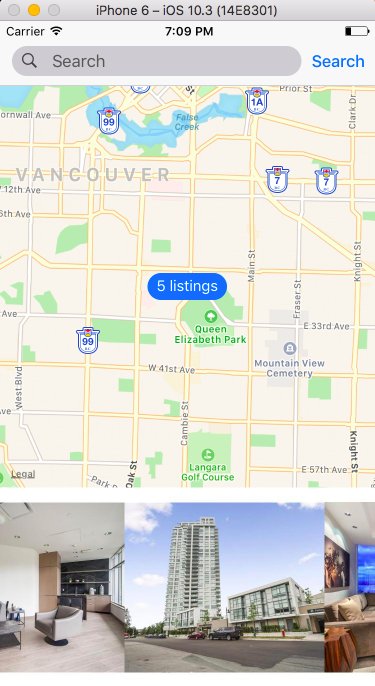 iPhone 6 – iOS 10.3 (14E8301)
Carrier
7:09 PM
Search
Search
St
Prior St
1A
Clark Dr
ornwall Ave
99
BC
False
Creek
VANCOUVER
7
7
W 12th Ave
6th Ave
Main St
Knight St
5 listings
Fraser St
Queen
Elizabeth Park
E 33rd Ave
99
BC
Mountain View
Cemetery
W 41st Ave
West Blvd
Cambie St
Knight St
Oak St
Langara
Golf Course
E 57th Ave
Legal
Park